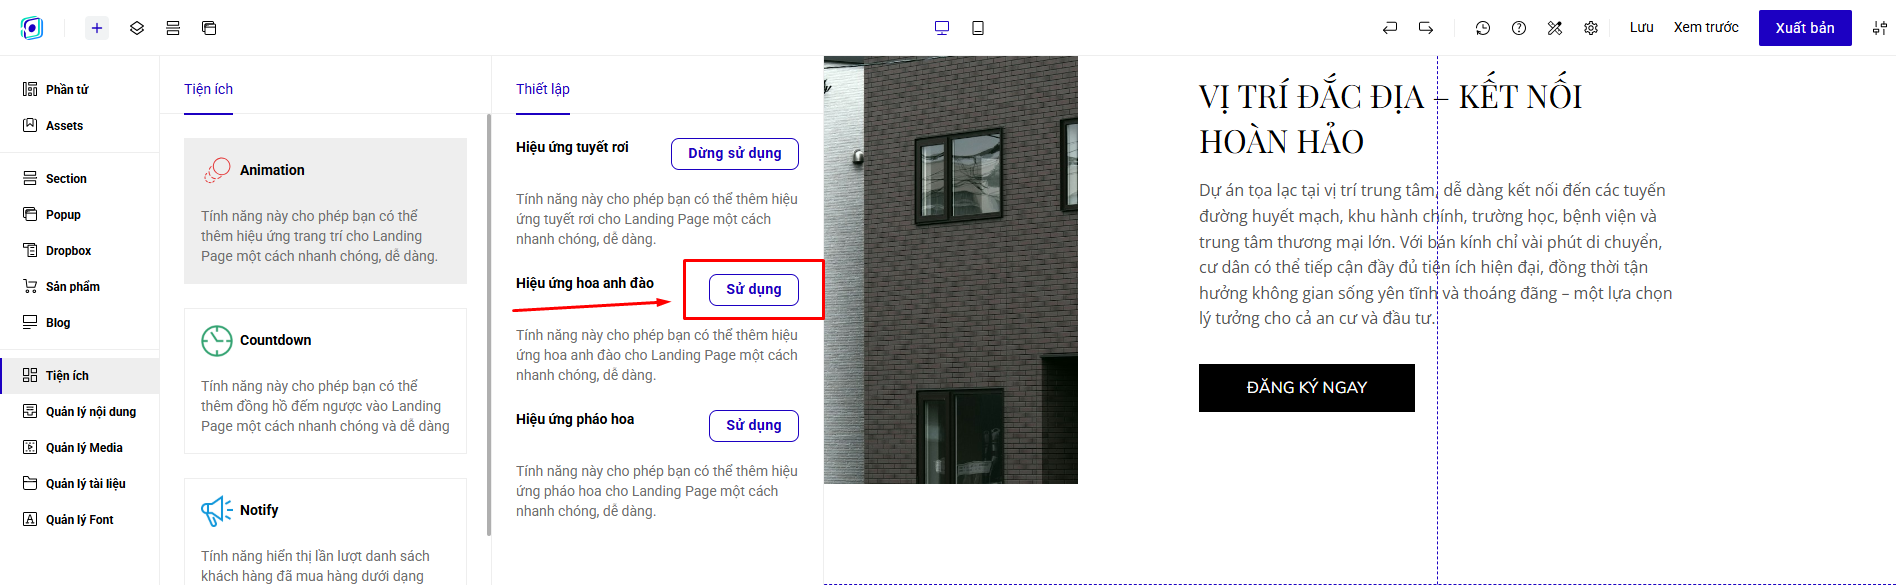 Lưu
Xem trước
Xuất bản
Phần tử
Assets
Section
Popup
Dropbox
Sản phẩm
Blog
Tiện ích
Quản lý nội dung
Quản lý Media
Quản lý tài liệu
Quản lý Font
Tiện ích
Animation
Tính năng này cho phép bạn có thể
thêm hiệu ứng trang trí cho Landing
Page một cách nhanh chóng, dễ dàng.
Countdown
Tính năng này cho phép bạn có thể
thêm đồng hồ đếm ngược vào Landing
Page một cách nhanh chóng và dễ dàng
Notify
Tính năng hiển thị lần lượt danh sách
khách hàng đã mua hàng dưới dạng
Thiết lập
Hiệu ứng tuyết rơi
Dừng sử dụng
Tính năng này cho phép bạn có thể thêm hiệu
ứng tuyết rơi cho Landing Page một cách
nhanh chóng, dễ dàng.
Hiệu ứng hoa anh đào
Sử dụng
Tính năng này cho phép bạn có thể thêm hiệu
ứng hoa anh đào cho Landing Page một cách
nhanh chóng, dễ dàng.
Hiệu ứng pháo hoa
Sử dụng
Tính năng này cho phép bạn có thể thêm hiệu
ứng pháo hoa cho Landing Page một cách
nhanh chóng, dễ dàng.
VỊ TRÍ ĐẮC ĐỊA – KẾT NỐI
HOÀN HẢO
Dự án tọa lạc tại vị trí trung tâm, dễ dàng kết nối đến các tuyến
đường huyết mạch, khu hành chính, trường học, bệnh viện và
trung tâm thương mại lớn. Với bán kính chỉ vài phút di chuyển,
cư dân có thể tiếp cận đầy đủ tiện ích hiện đại, đồng thời tận
hưởng không gian sống yên tĩnh và thoáng đãng – một lựa chọn
lý tưởng cho cả an cư và đầu tư.
ĐĂNG KÝ NGAY